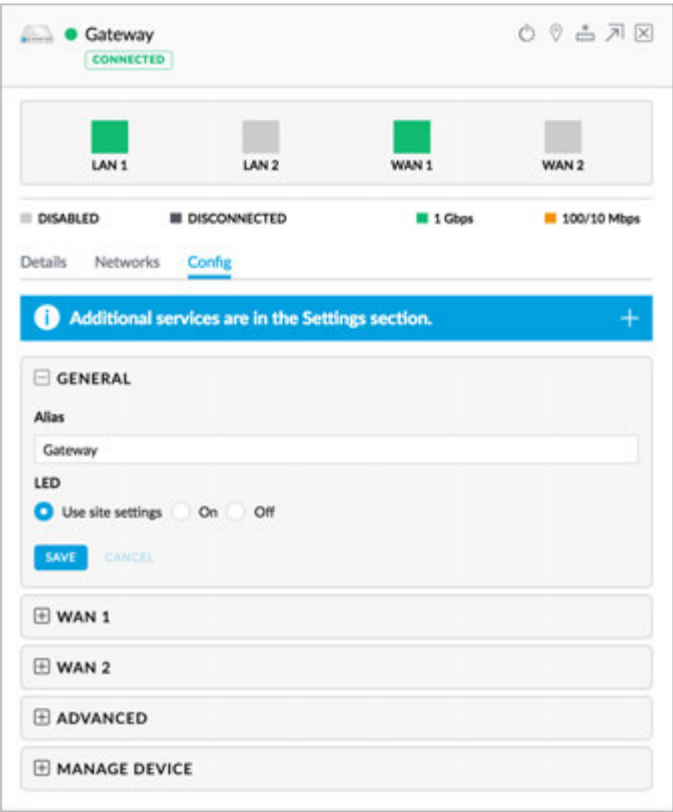 Gateway
CONNECTED
LAN 1 LAN 2 WAN 1 WAN 2
DISABLED DISCONNECTED 1 Gbps 100/10 Mbps
Details Networks Config
Additional services are in the Settings section.
GENERAL
Alias
Gateway
LED
Use site settings On Off
SAVE CANCEL
WAN 1
WAN 2
ADVANCED
MANAGE DEVICE